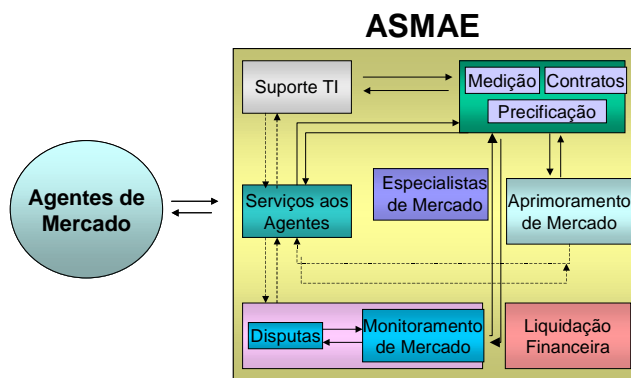 ASMAE
Suporte TI
Medição
Contratos
Precificação
Agentes de
Mercado
Serviços aos
Agentes
Especialistas
de Mercado
Aprimoramento
de Mercado
Disputas
Monitoramento
de Mercado
Liquidação
Financeira